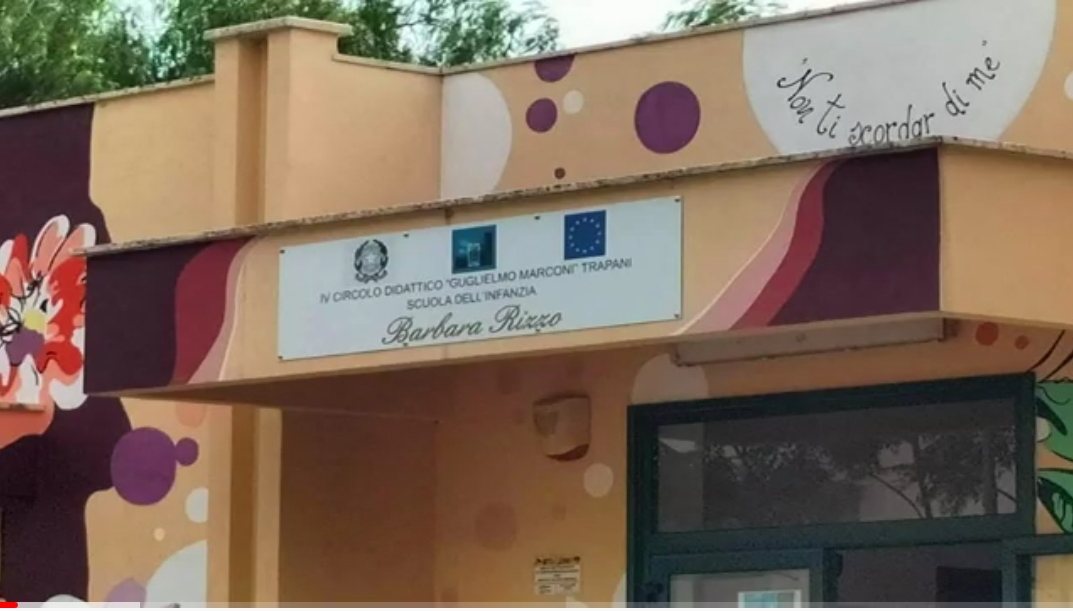 "Non ti scordar di me"
IV CIRCOLO DIDATTICO "GUGLIELMO MARCONI" TRAPANI
SCUOLA DELL'INFANZIA
Barbara Rizzo